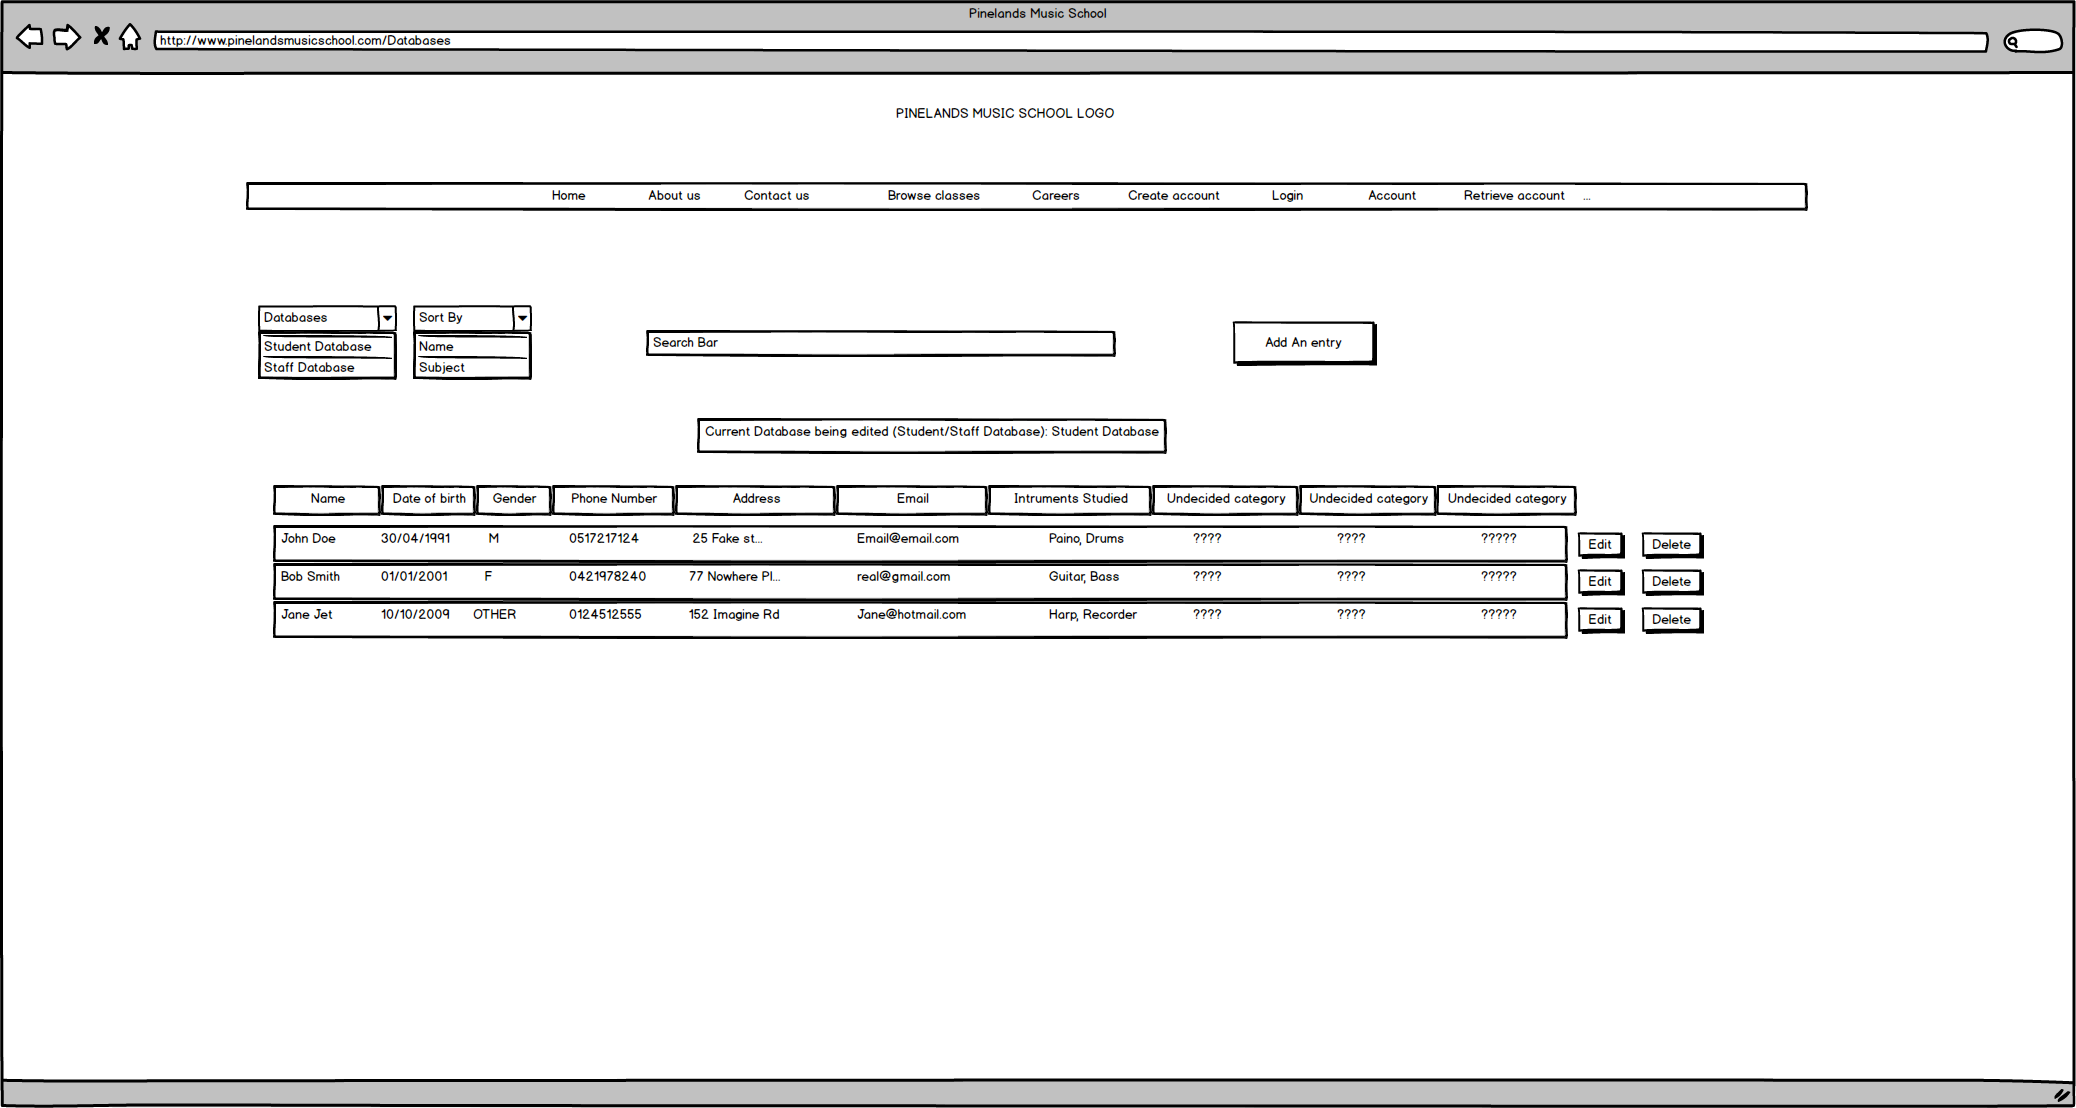 Pinelands Music School
http://www.pinelandsmusicschool.com/Databases
PINELANDS MUSIC SCHOOL LOGO
Home About us Contact us Browse classes Careers Create account Login Account Retrieve account ...
Databases Sort By
Student Database Name
Staff Database Subject
Search Bar
Add An entry
Current Database being edited (Student/Staff Database): Student Database
Name Date of birth Gender Phone Number Address Email Intruments Studied Undecided category Undecided category Undecided category
John Doe 30/04/1991 M 0517217124 25 Fake st... Email@email.com Paino, Drums ???? ???? ????? Edit Delete
Bob Smith 01/01/2001 F 0421978240 77 Nowhere Pl... real@gmail.com Guitar, Bass ???? ???? ????? Edit Delete
Jane Jet 10/10/2009 OTHER 0124512555 152 Imagine Rd Jane@hotmail.com Harp, Recorder ???? ???? ????? Edit Delete